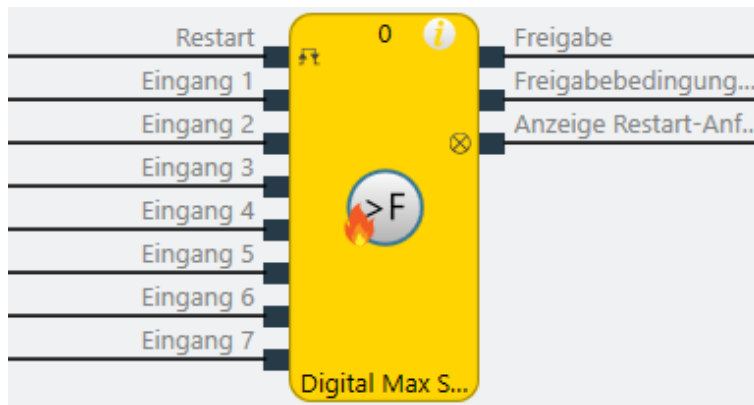 Restart
0
i
Freigabe
Eingang 1
Freigabebedingung...
Eingang 2
Anzeige Restart-Anf...
Eingang 3
Eingang 4
>F
Eingang 5
Eingang 6
Eingang 7
Digital Max S...